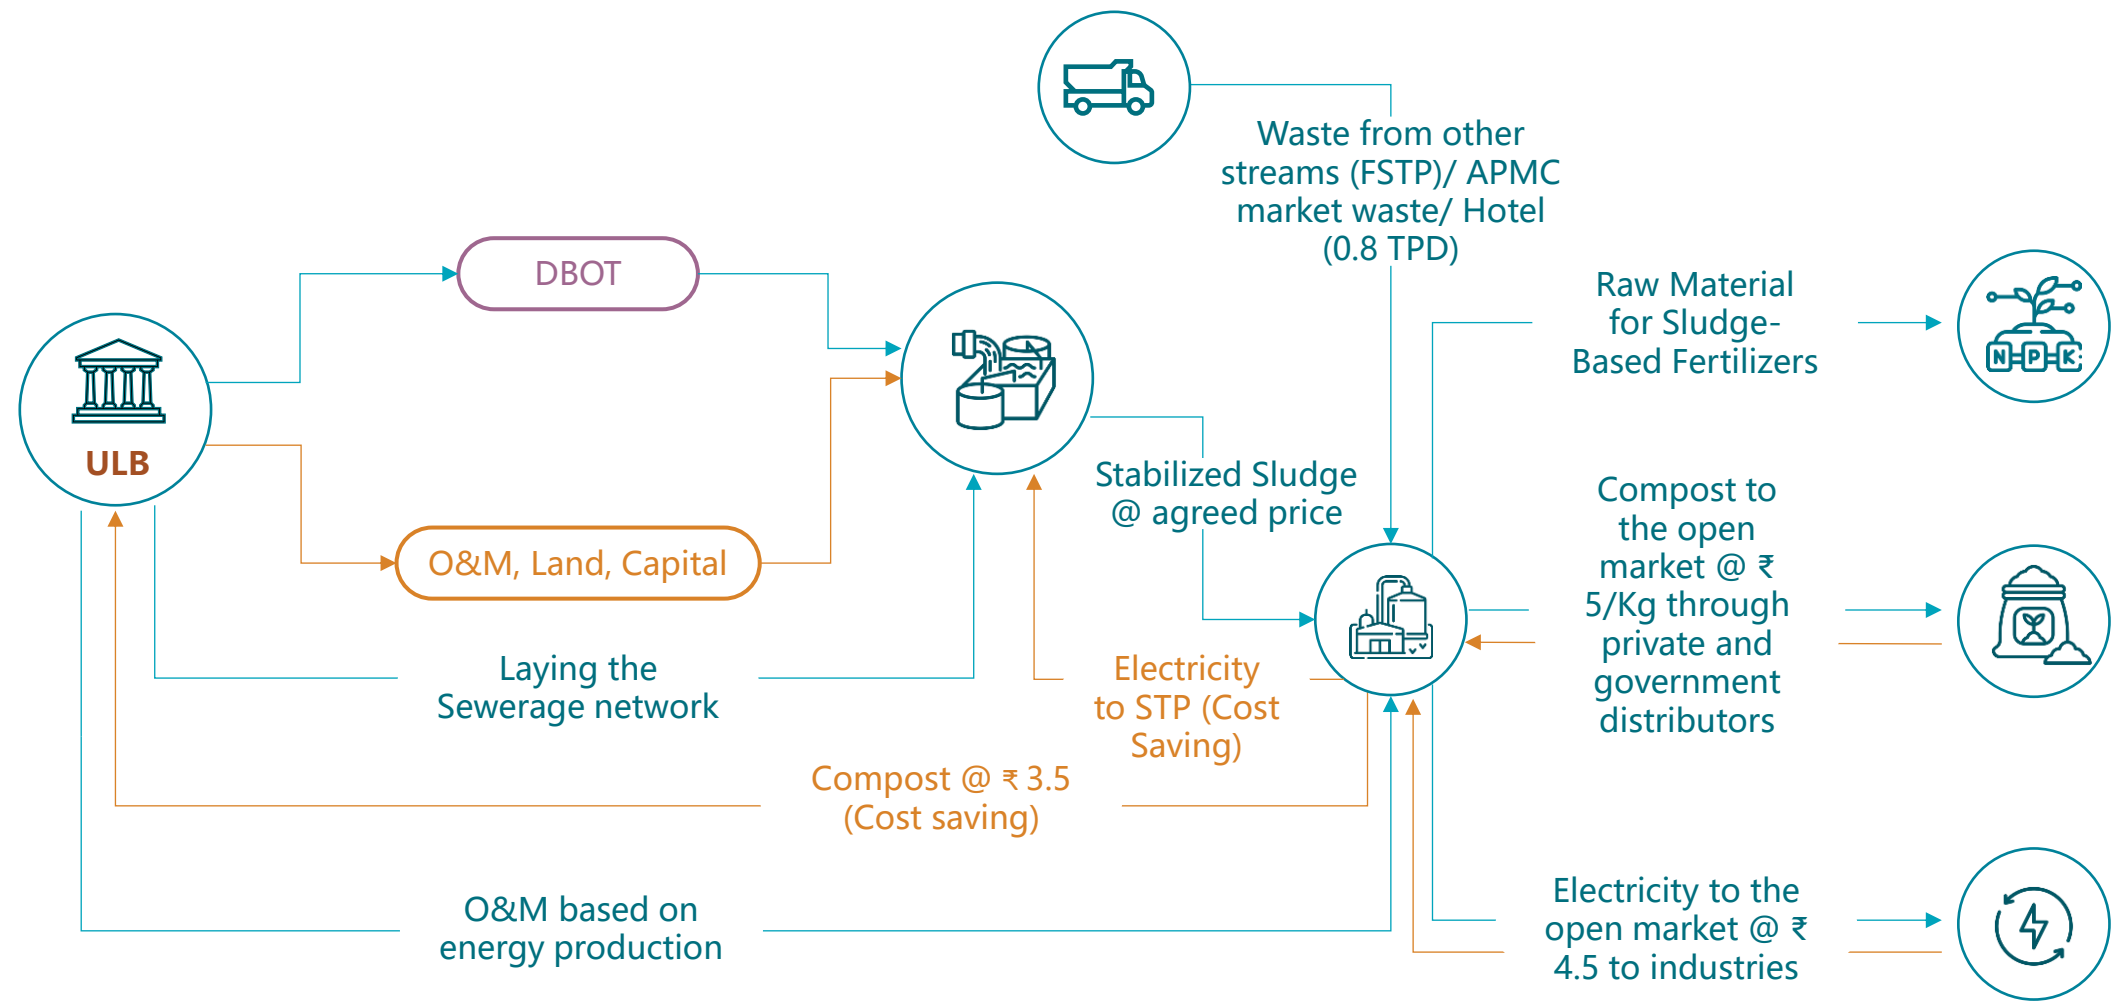 Waste from other
streams (FSTP)/ APMC
market waste/ Hotel
(0.8 TPD)
DBOT
ULB
O&M, Land, Capital
Stabilized Sludge
@ agreed price
Raw Material
for Sludge-
Based Fertilizers
N P K
Compost to
the open
market @ ₹
5/Kg through
private and
government
distributors
Laying the
Sewerage network
Electricity
to STP (Cost
Saving)
Compost @ ₹ 3.5
(Cost saving)
O&M based on
energy production
Electricity to the
open market @ ₹
4.5 to industries